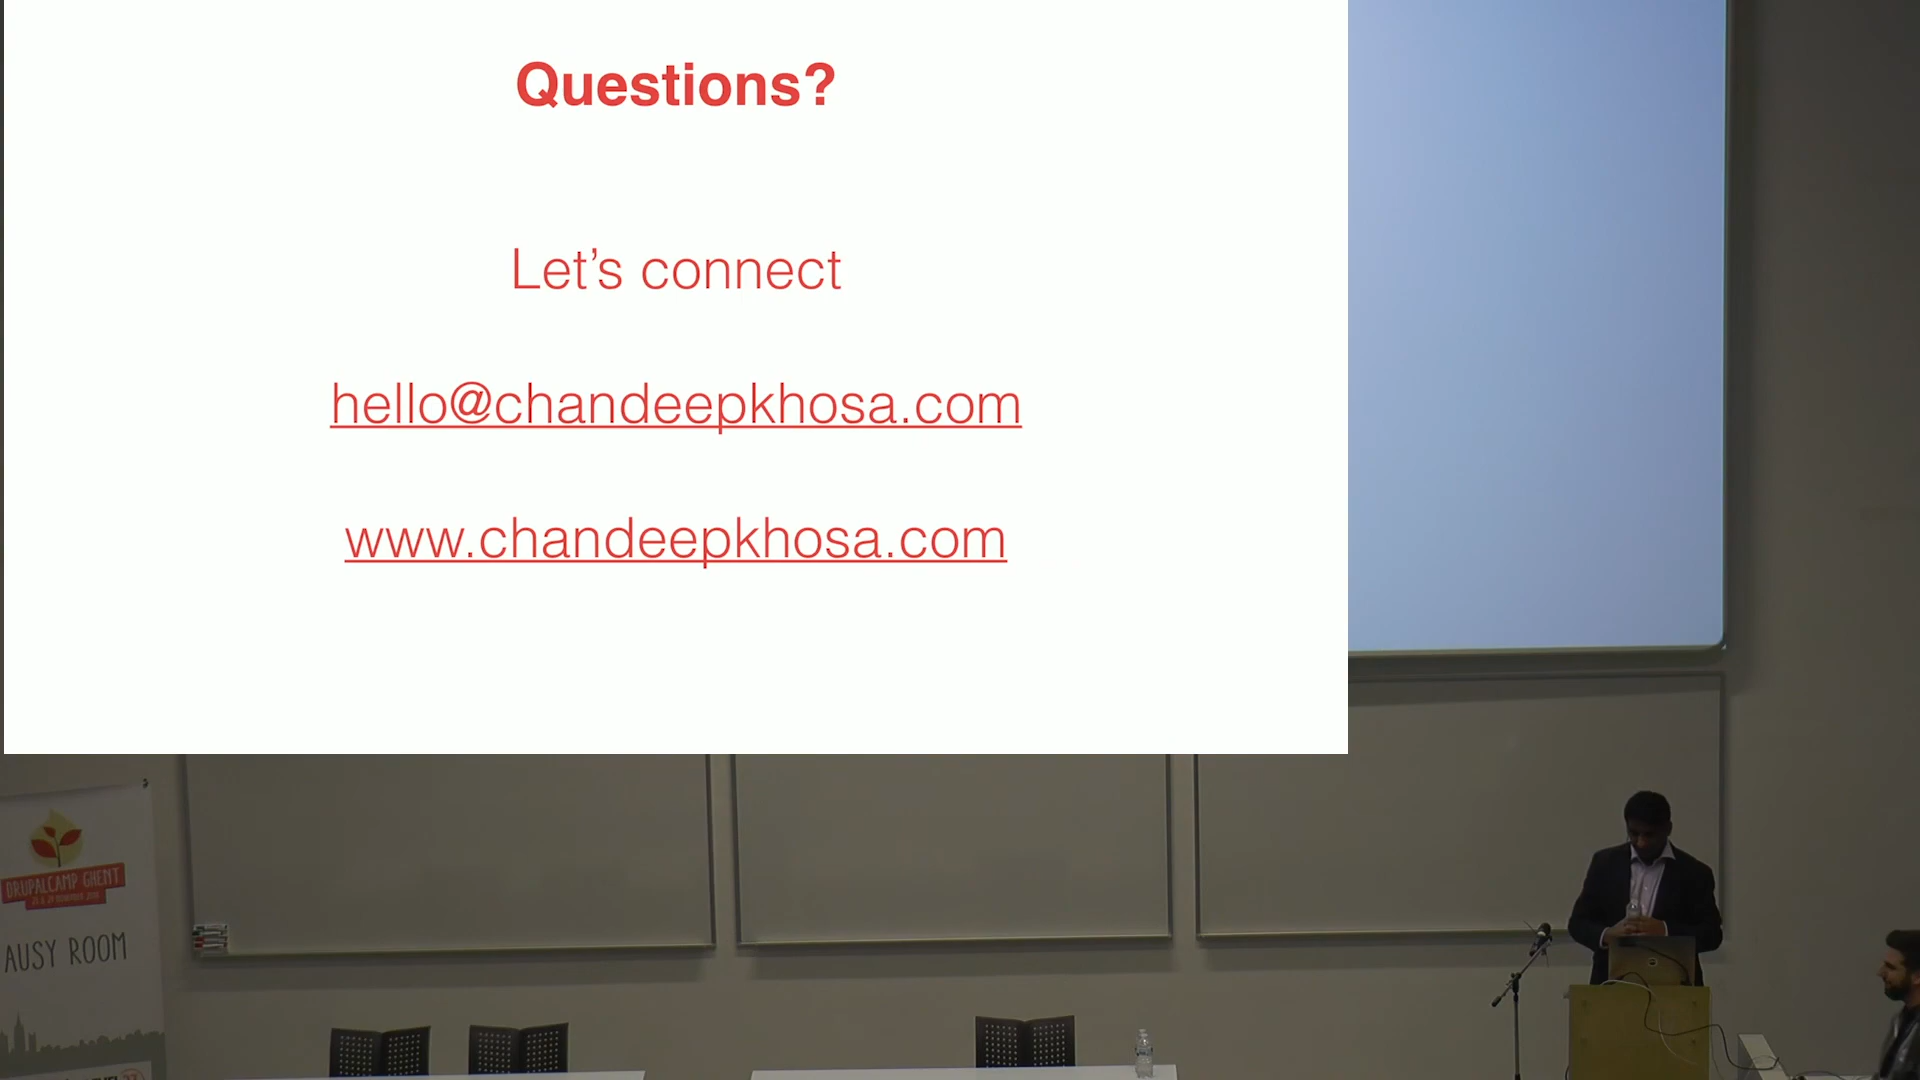 Questions?
Let’s connect
hello@chandeepkhosa.com
www.chandeepkhosa.com
DRUPALCAMP GHENT
AUSY ROOM